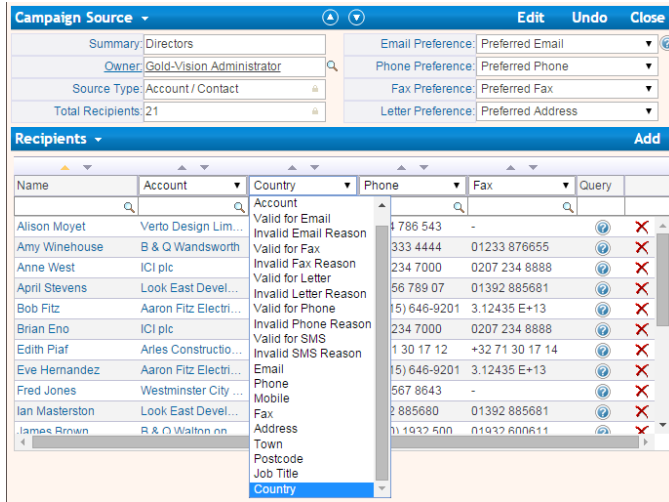 Campaign Source Edit Undo Close
Summary: Directors Email Preference: Preferred Email
Owner: Gold-Vision Administrator Phone Preference: Preferred Phone
Source Type: Account / Contact Fax Preference: Preferred Fax
Total Recipients: 21 Letter Preference: Preferred Address
Recipients Add
Name Account Country Phone Fax Query
Account
Valid for Email
Invalid Email Reason
Valid for Fax
Invalid Fax Reason
Valid for Letter
Invalid Letter Reason
Valid for Phone
Invalid Phone Reason
Valid for SMS
Invalid SMS Reason
Email
Phone
Mobile
Fax
Address
Town
Postcode
Job Title
Country
Alison Moyet Verto Design Lim... 4 786 543 -
Amy Winehouse B & Q Wandsworth 333 4444 01233 876655
Anne West ICI plc 234 7000 0207 234 8888
April Stevens Look East Devel... 56 789 07 01392 885681
Bob Fitz Aaron Fitz Electri... 15) 646-9201 3.12435 E+13
Brian Eno ICI plc 234 7000 0207 234 8888
Edith Piaf Arles Constructio... 1 30 17 12 +32 71 30 17 14
Eve Hernandez Aaron Fitz Electri... 15) 646-9201 3.12435 E+13
Fred Jones Westminster City ... 567 8643 -
Ian Masterston Look East Devel... 2 885680 01392 885681
James Brown B & Q Walton on 0) 1932 500 01932 600611